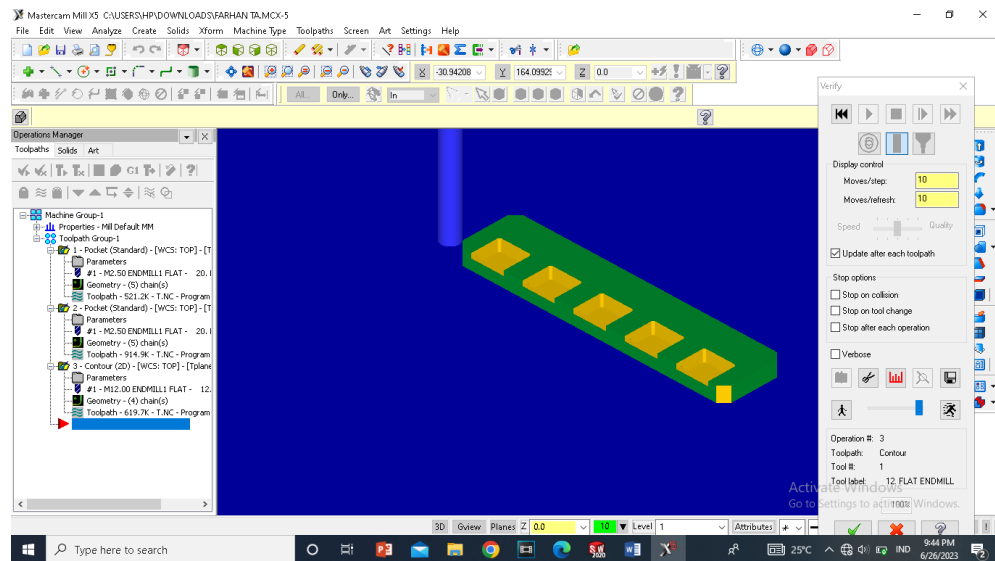 Mastercam Mill X5 C:\USERS\HP\DOWNLOADS\FARHAN TA.MCX-5
File Edit View Analyze Create Solids Xform Machine Type Toolpaths Screen Art Settings Help
X -30.94208 Y 164.09925 Z 0.0
All... Only... In
Operations Manager
Toolpaths Solids Art
G1
Machine Group-1
Properties - Mill Default MM
Toolpath Group-1
1 - Pocket (Standard) - [WCS: TOP] - [T
Parameters
#1 - M2.50 ENDMILL1 FLAT - 20.
Geometry - (5) chain(s)
Toolpath - 521.2K - T.NC - Program
2 - Pocket (Standard) - [WCS: TOP] - [T
Parameters
#1 - M2.50 ENDMILL1 FLAT - 20.
Geometry - (5) chain(s)
Toolpath - 914.9K - T.NC - Program
3 - Contour (2D) - [WCS: TOP] - [Tplane
Parameters
#1 - M12.00 ENDMILL1 FLAT - 12.
Geometry - (4) chain(s)
Toolpath - 619.7K - T.NC - Program
Verify
Display control
Moves/step: 10
Moves/refresh: 10
Speed Quality
Update after each toolpath
Stop options
Stop on collision
Stop on tool change
Stop after each operation
Verbose
Operation #: 3
Toolpath: Contour
Tool #: 1
Tool label: 12. FLAT ENDMILL
100%
Activate Windows
Go to Settings to activate Windows.
3D Gview Planes Z 0.0 10 Level 1 Attributes
Type here to search
25°C IND 9:44 PM
6/26/2023